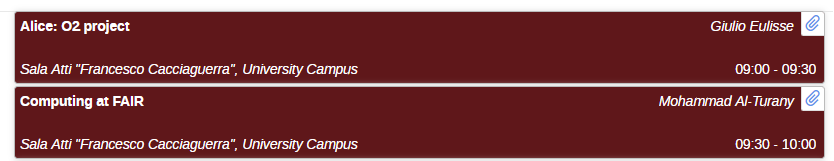 Alice: O2 project Giulio Eulisse
Sala Atti "Francesco Cacciaguerra", University Campus 09:00 - 09:30
Computing at FAIR Mohammad Al-Turany
Sala Atti "Francesco Cacciaguerra", University Campus 09:30 - 10:00